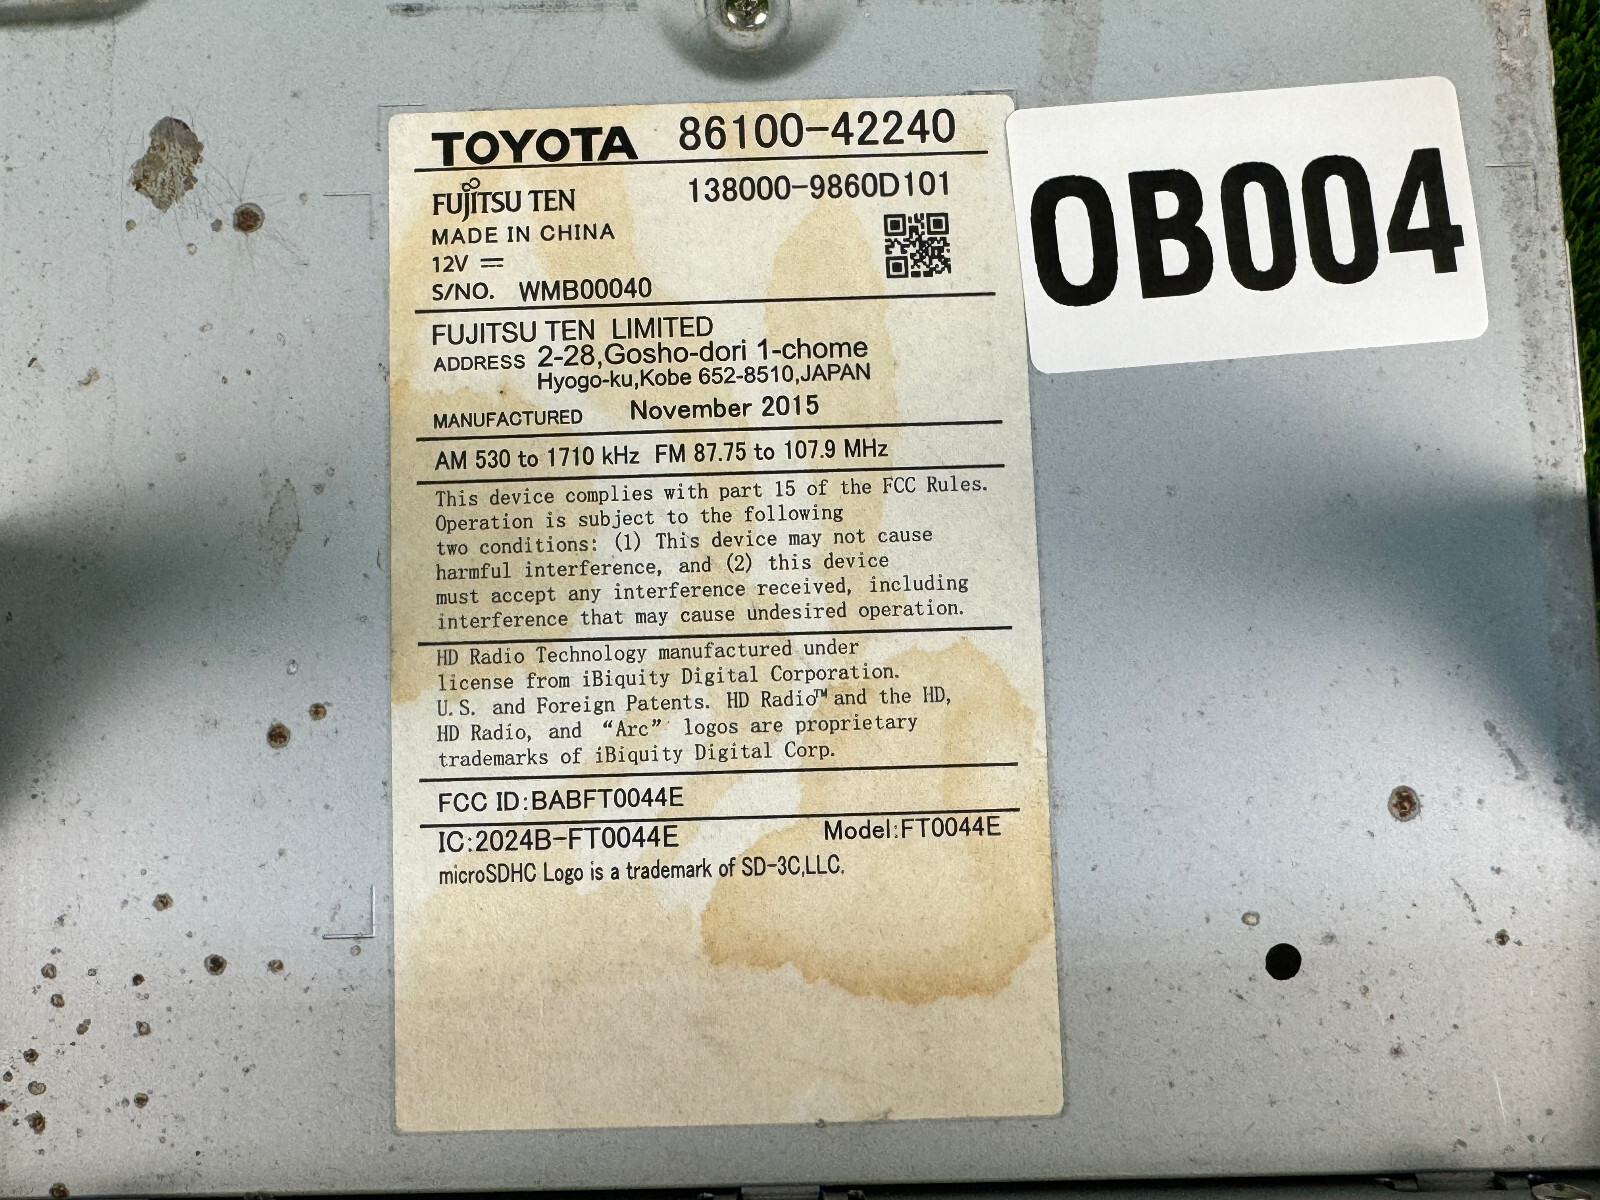 TOYOTA 86100-42240
FUJITSU TEN 138000-9860D101
MADE IN CHINA
12V ⎓
S/NO. WMB00040
FUJITSU TEN LIMITED
ADDRESS 2-28,Gosho-dori 1-chome
Hyogo-ku,Kobe 652-8510,JAPAN
MANUFACTURED November 2015
AM 530 to 1710 kHz FM 87.75 to 107.9 MHz
This device complies with part 15 of the FCC Rules.
Operation is subject to the following
two conditions: (1) This device may not cause
harmful interference, and (2) this device
must accept any interference received, including
interference that may cause undesired operation.
HD Radio Technology manufactured under
license from iBiquity Digital Corporation.
U.S. and Foreign Patents. HD Radio™ and the HD,
HD Radio, and “Arc” logos are proprietary
trademarks of iBiquity Digital Corp.
FCC ID:BABFT0044E
IC:2024B-FT0044E Model:FT0044E
microSDHC Logo is a trademark of SD-3C,LLC.
OB004